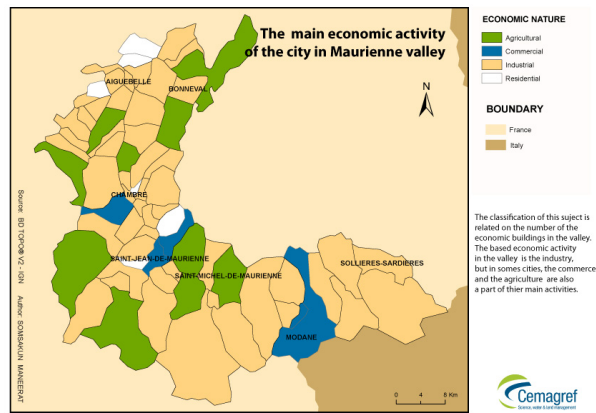 The main economic activity
of the city in Maurienne valley
AIGUEBELLE
BONNEVAL
N
CHAMBRE
SAINT-JEAN-DE-MAURIENNE
SAINT-MICHEL-DE-MAURIENNE
SOLLIERES-SARDIERES
MODANE
0 4 8 Km
Source: BD TOPO® V2 - IGN Author: SOMSAKUN MANEERAT
ECONOMIC NATURE
Agricultural
Commercial
Industrial
Residential
BOUNDARY
France
Italy
The classification of this suject is
related on the number of the
economic buildings in the valley.
The based economic activity
in the valley is the industry,
but in somes cities, the commerce
and the agriculture are also
a part of thier main activities.
Cemagref
Science, water & land management